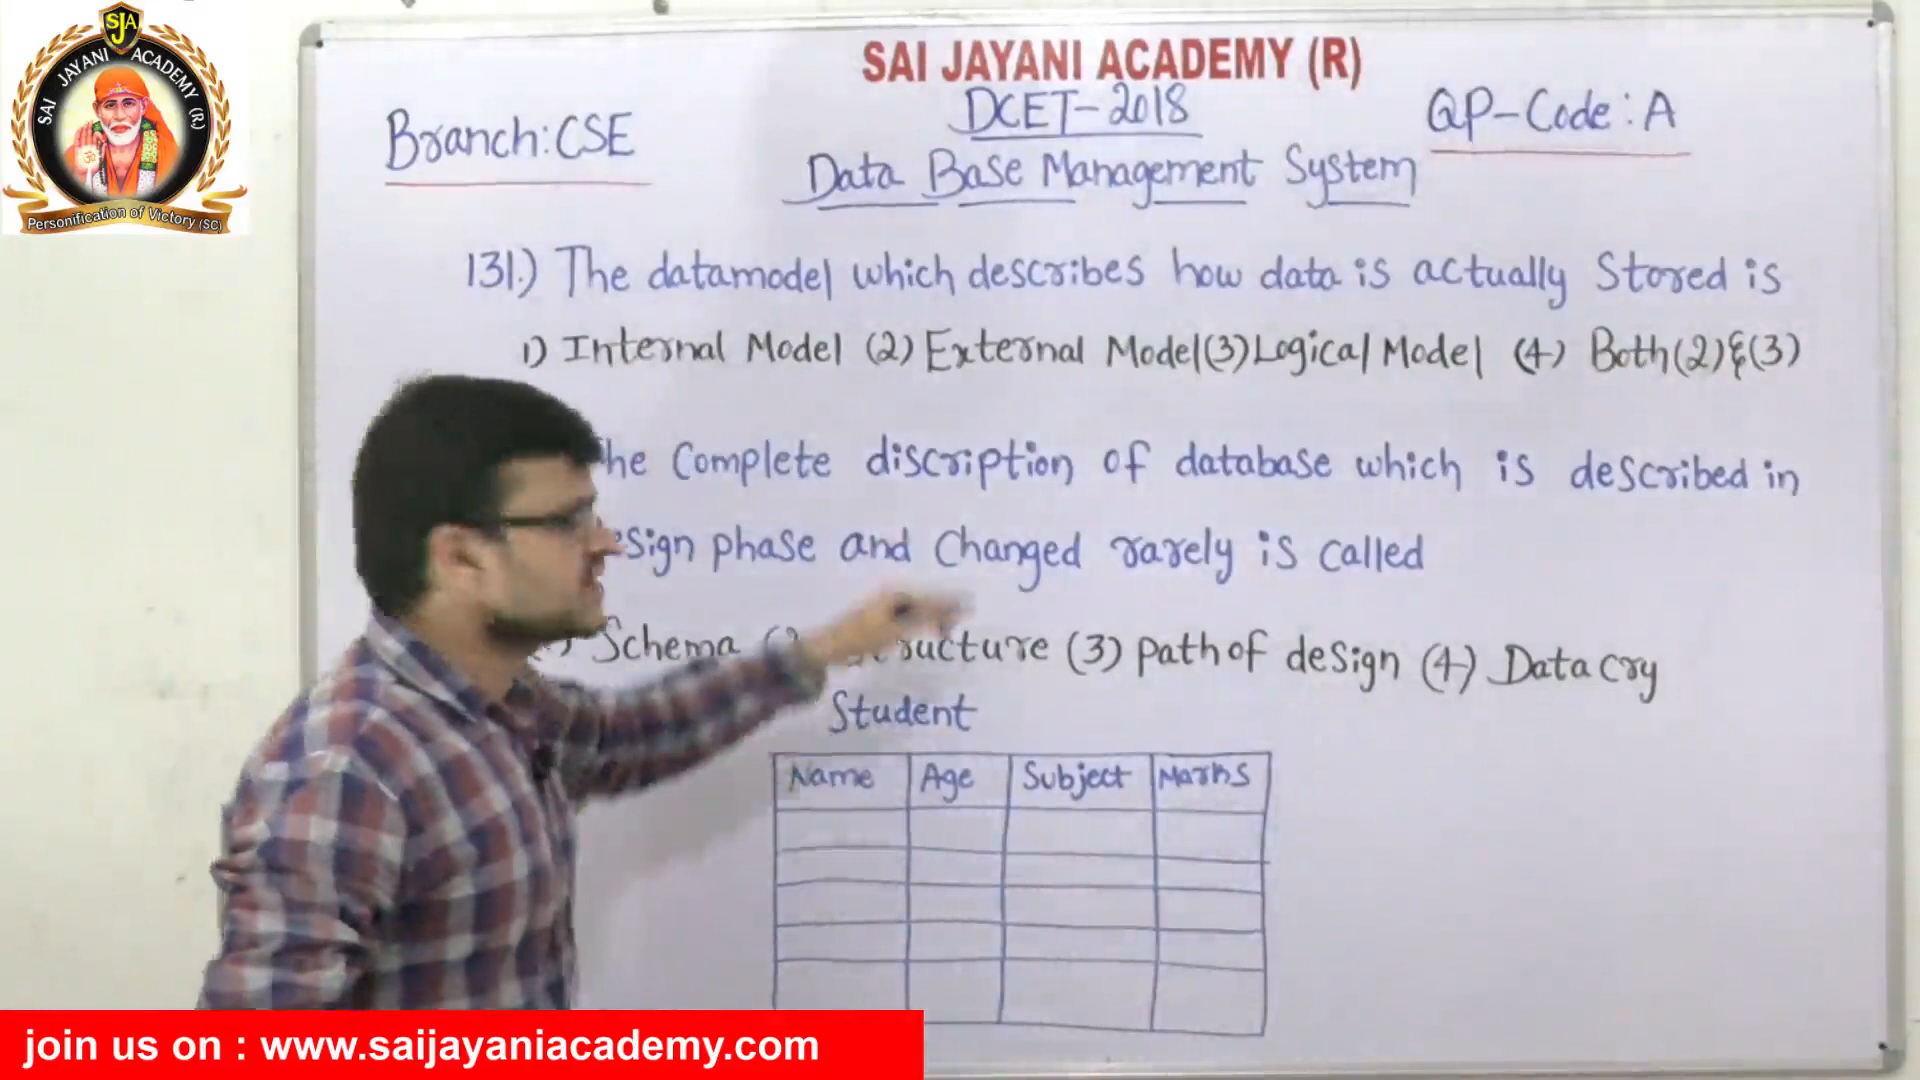 SJA
SAI JAYANI ACADEMY (R.)
Personification of Victory (SC)
SAI JAYANI ACADEMY (R)
Branch: CSE
DCET-2018
QP-Code: A
Data Base Management System
131.) The datamodel which describes how data is actually Stored is
1) Internal Model (2) External Model (3) Logical Model (4) Both (2) & (3)
he Complete discription of database which is described in
sign phase and Changed rarely is called
Schema ructure (3) path of design (4) Data cry
Student
Name Age Subject Marks
join us on : www.saijayaniacademy.com